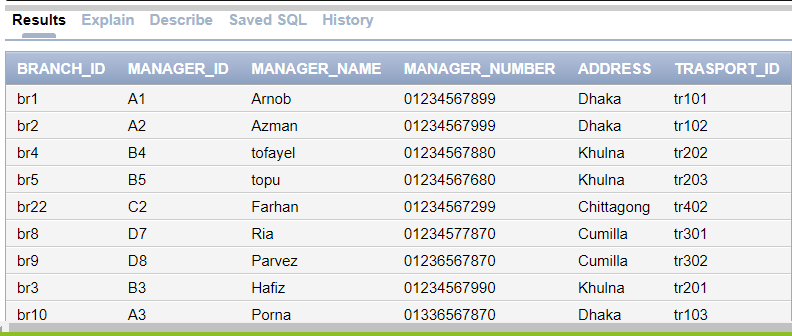 Results Explain Describe Saved SQL History
BRANCH_ID MANAGER_ID MANAGER_NAME MANAGER_NUMBER ADDRESS TRASPORT_ID
br1 A1 Arnob 01234567899 Dhaka tr101
br2 A2 Azman 01234567999 Dhaka tr102
br4 B4 tofayel 01234567880 Khulna tr202
br5 B5 topu 01234567680 Khulna tr203
br22 C2 Farhan 01234567299 Chittagong tr402
br8 D7 Ria 01234577870 Cumilla tr301
br9 D8 Parvez 01236567870 Cumilla tr302
br3 B3 Hafiz 01234567990 Khulna tr201
br10 A3 Porna 01336567870 Dhaka tr103